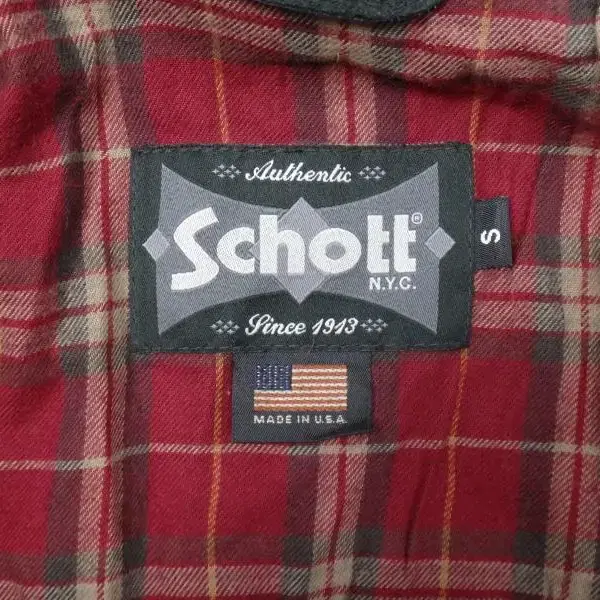 Authentic
Schott®
N.Y.C.
S
Since 1913
MADE IN U.S.A.